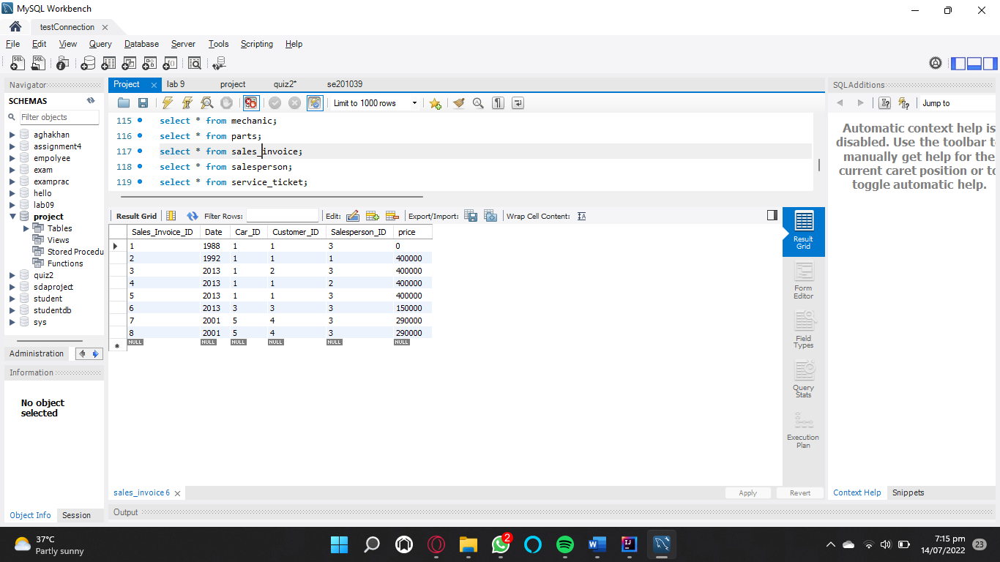 MySQL Workbench
testConnection
File Edit View Query Database Server Tools Scripting Help
Navigator
SCHEMAS
Filter objects
aghakhan
assignment4
empolyee
exam
examprac
hello
lab09
project
Tables
Views
Stored Procedu
Functions
quiz2
sdaproject
student
studentdb
sys
Administration
Information
No object
selected
Object Info Session
Project lab 9 project quiz2* se201039
Limit to 1000 rows
115 select * from mechanic;
116 select * from parts;
117 select * from sales_invoice;
118 select * from salesperson;
119 select * from service_ticket;
Result Grid Filter Rows: Edit: Export/Import: Wrap Cell Content:
Sales_Invoice_ID Date Car_ID Customer_ID Salesperson_ID price
1 1988 1 1 3 0
2 1992 1 1 1 400000
3 2013 1 2 3 400000
4 2013 1 1 2 400000
5 2013 1 1 3 400000
6 2013 3 3 3 150000
7 2001 5 4 3 290000
8 2001 5 4 3 290000
NULL NULL NULL NULL NULL NULL
Result
Grid
Form
Editor
Field
Types
Query
Stats
Execution
Plan
sales_invoice 6
Apply Revert
Output
SQLAdditions
Jump to
Automatic context help is
disabled. Use the toolbar t
manually get help for the
current caret position or to
toggle automatic help.
Context Help Snippets
37°C
Partly sunny
2
7:15 pm
14/07/2022
23